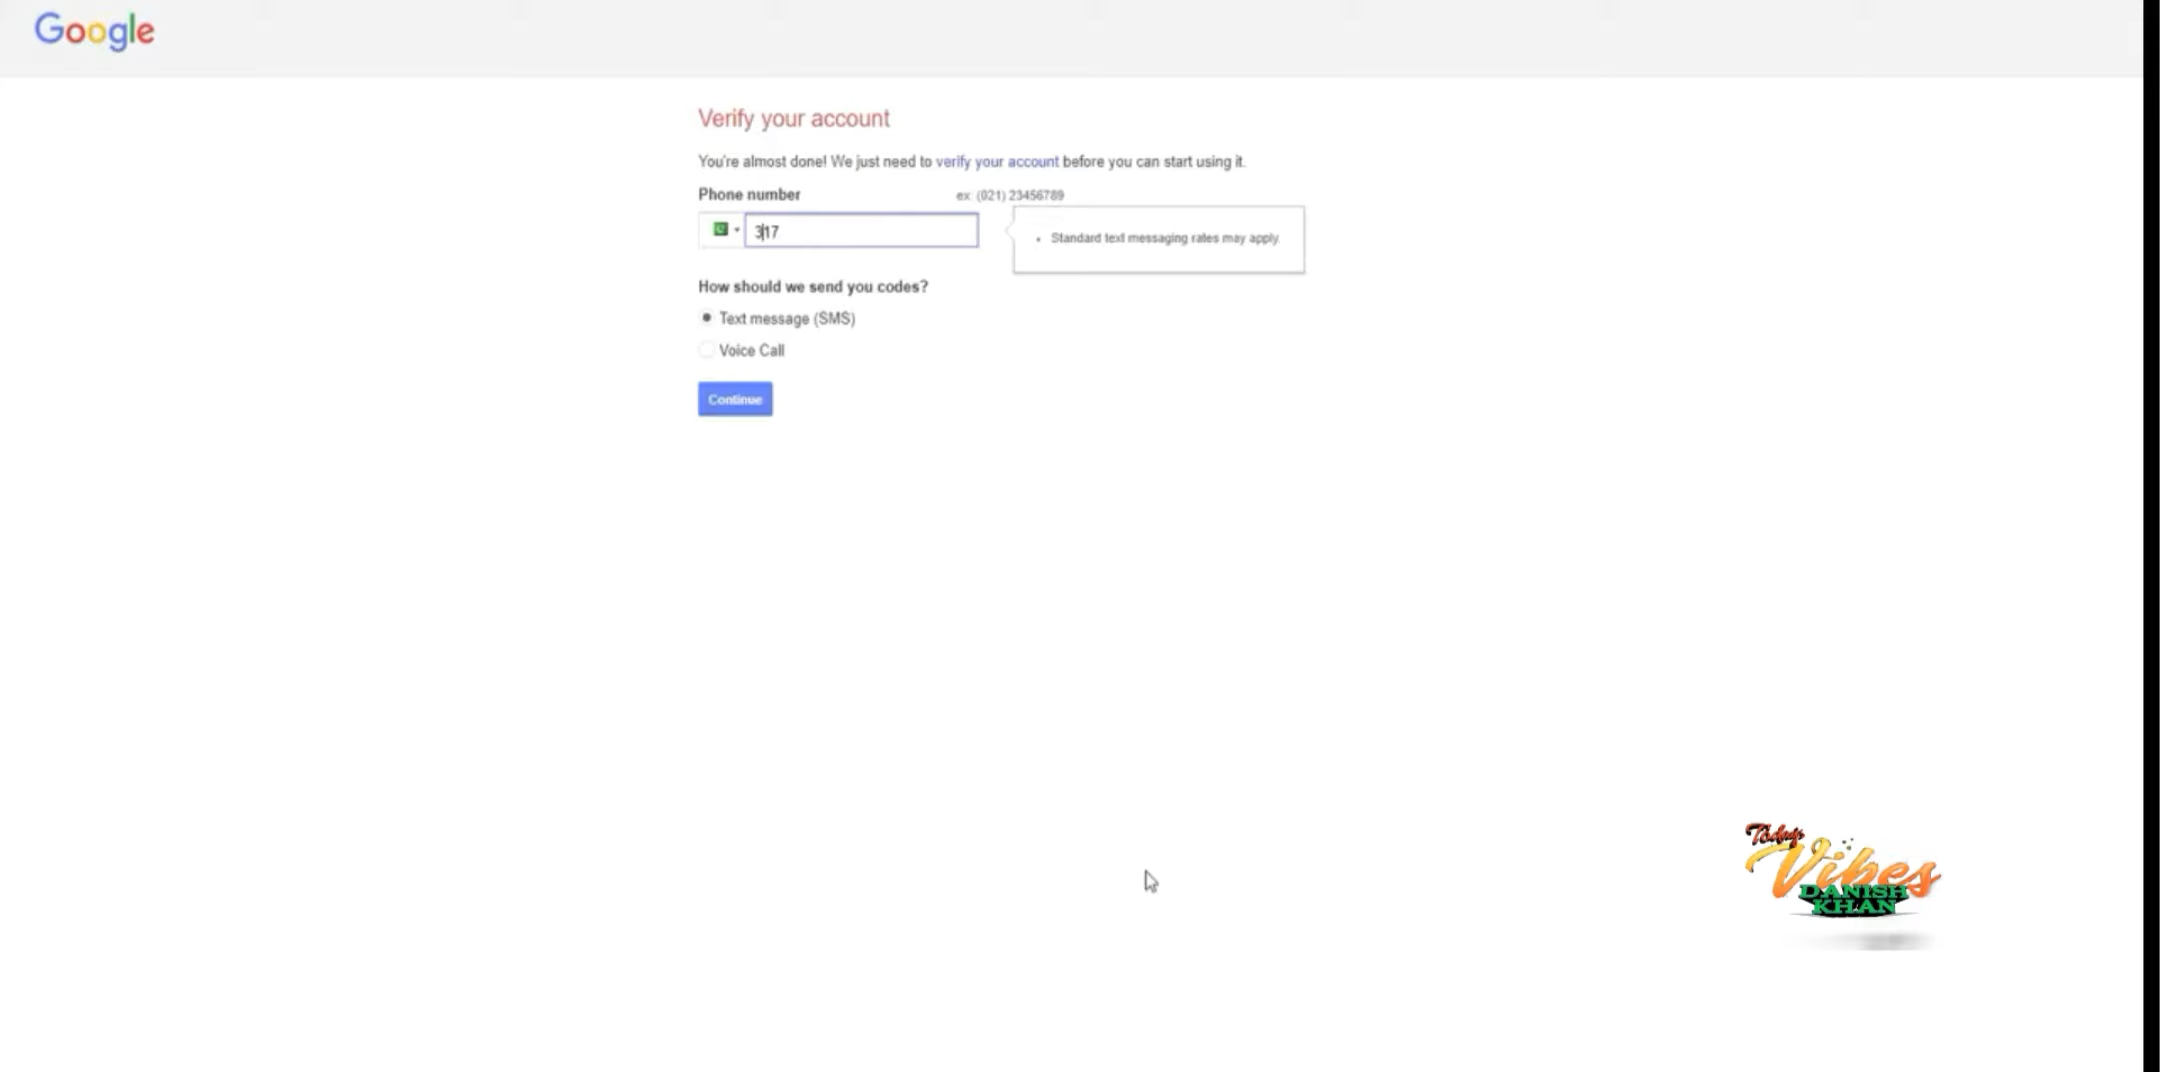 Google
Verify your account
You're almost done! We just need to verify your account before you can start using it.
Phone number
ex: (021) 23456789
317
Standard text messaging rates may apply.
How should we send you codes?
Text message (SMS)
Voice Call
Continue
Today
Vibes
DANISH
KHAN